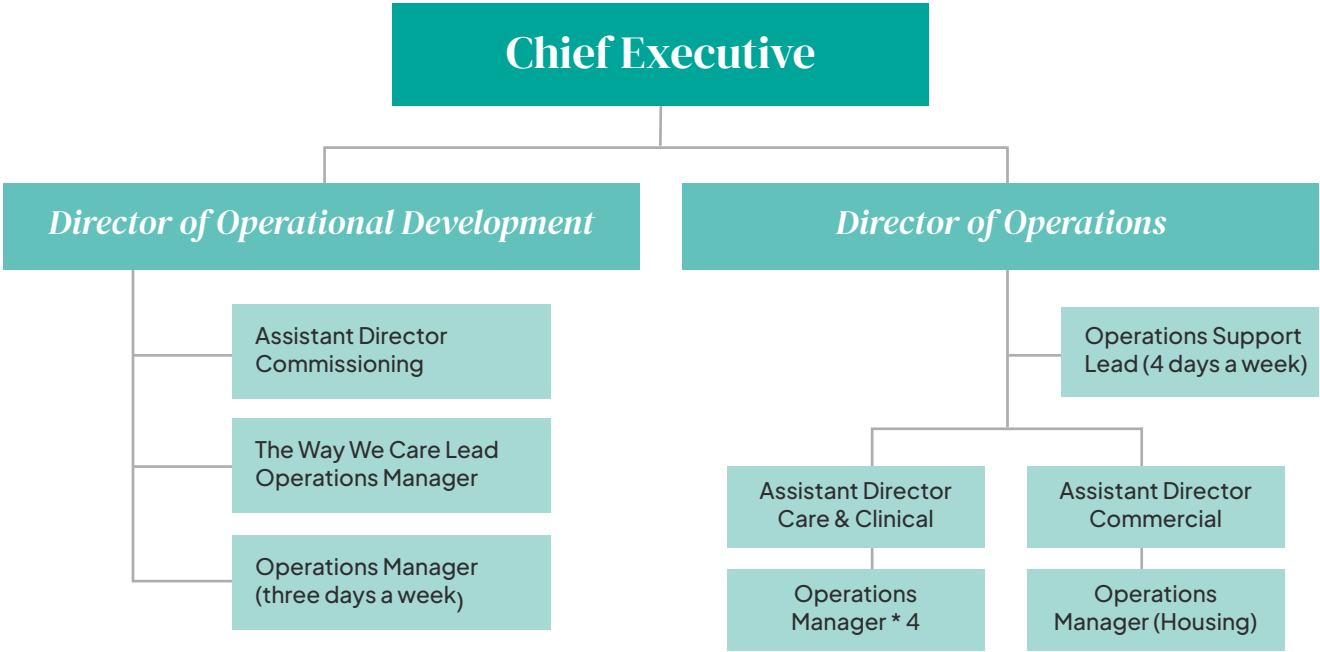 Chief Executive
Director of Operational Development
Director of Operations
Assistant Director
Commissioning
The Way We Care Lead
Operations Manager
Operations Manager
(three days a week)
Operations Support
Lead (4 days a week)
Assistant Director
Care & Clinical
Assistant Director
Commercial
Operations
Manager * 4
Operations
Manager (Housing)